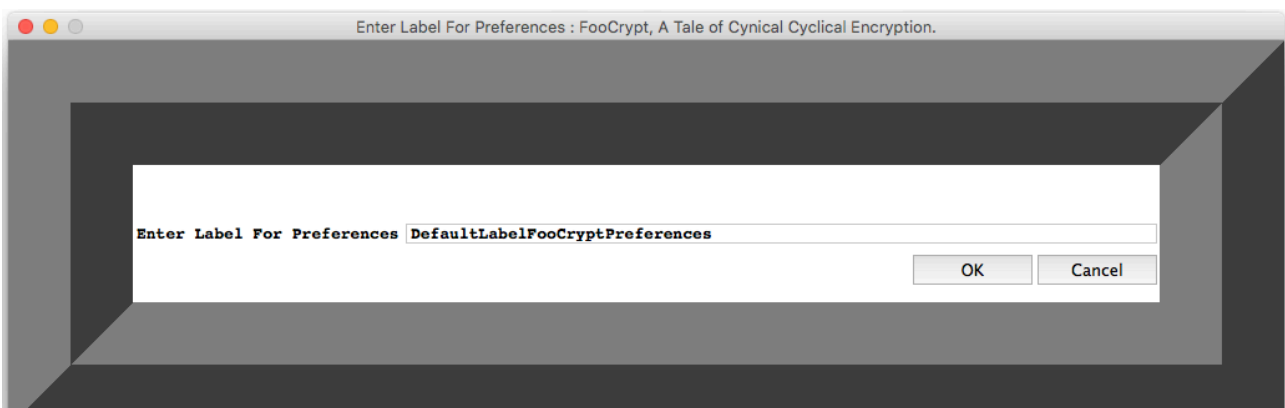 Enter Label For Preferences : FooCrypt, A Tale of Cynical Cyclical Encryption.
Enter Label For Preferences DefaultLabelFooCryptPreferences
OK Cancel